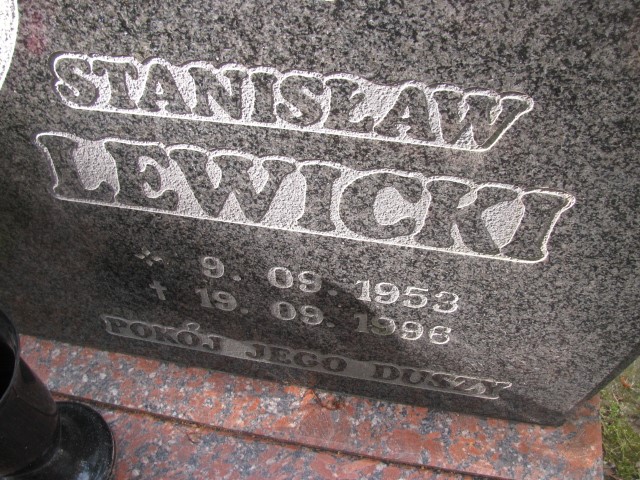 STANISŁAW
LEWICKI
* 9. 09. 1953
✝ 19. 09. 1996
POKÓJ JEGO DUSZY